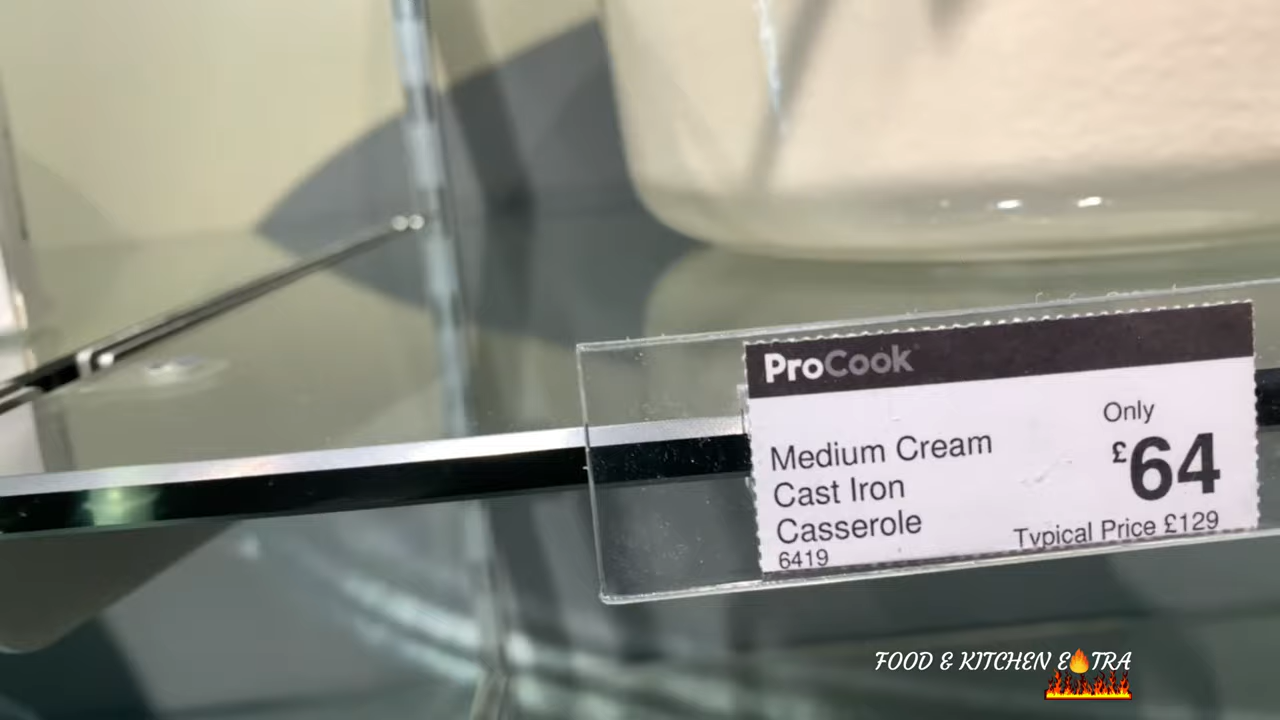 ProCook
Only
£64
Medium Cream
Cast Iron
Casserole
6419
Typical Price £129
FOOD & KITCHEN E🔥TRA